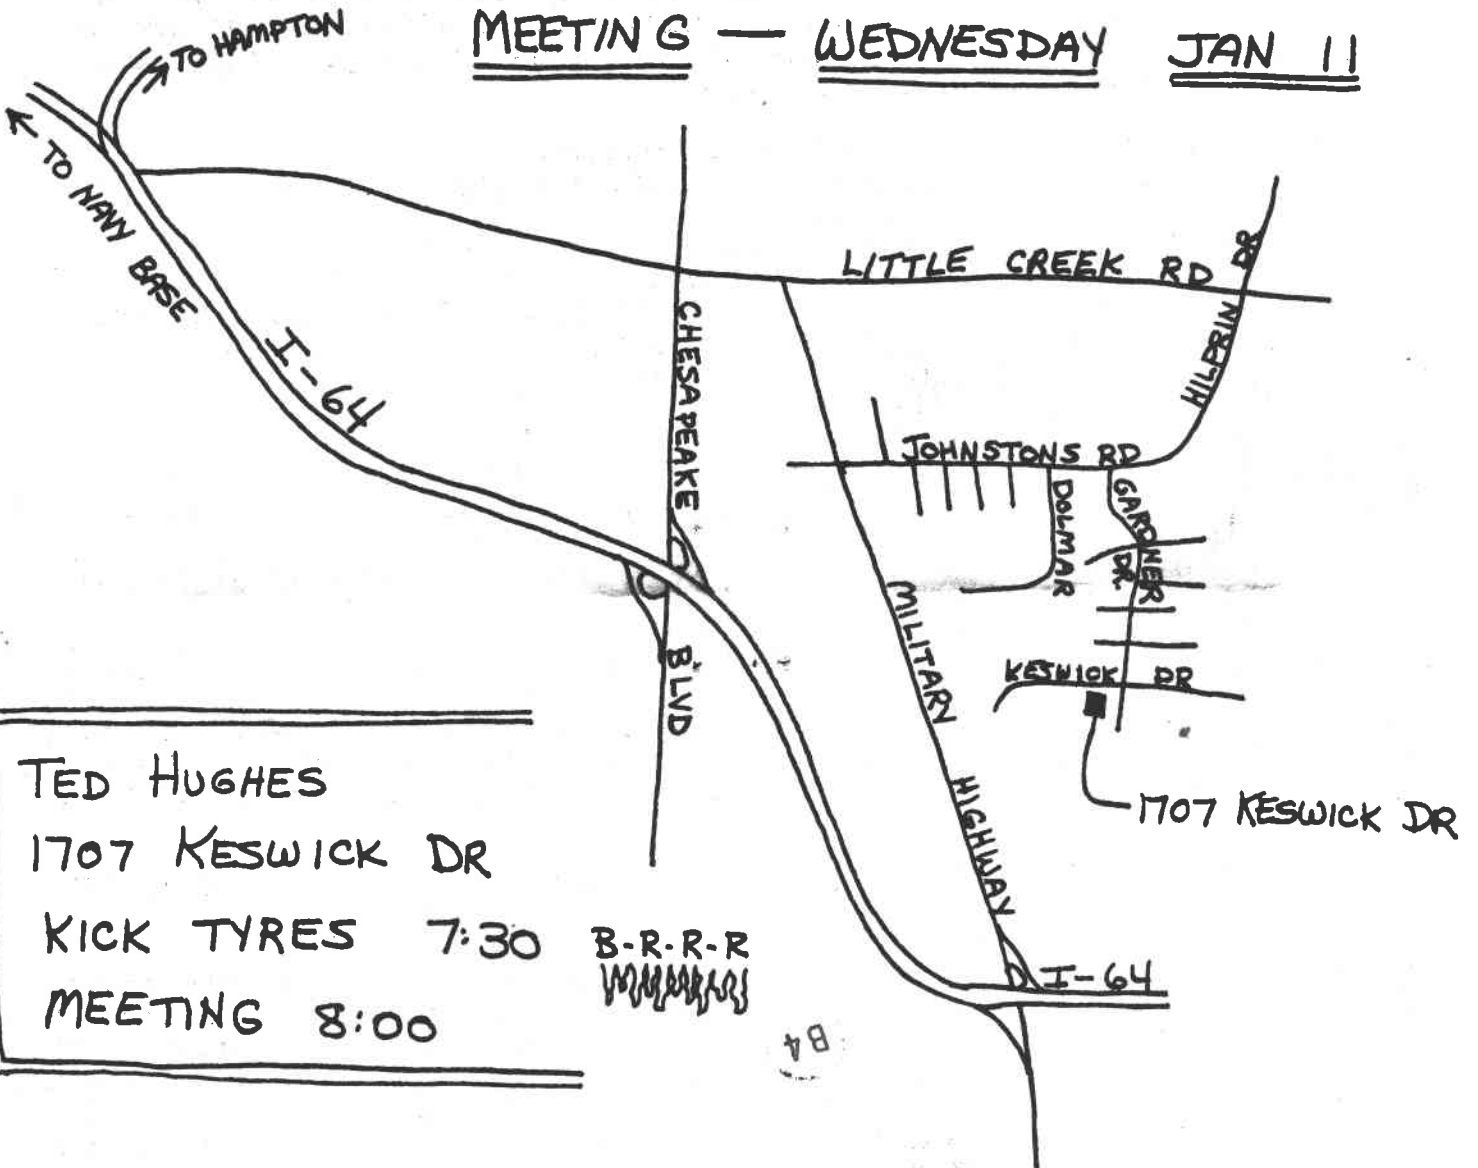 MEETING — WEDNESDAY JAN 11
TO HAMPTON
TO NAVY BASE
I-64
CHESAPEAKE
BLVD
LITTLE CREEK RD
HILPRIN DR
JOHNSTONS RD
DOLMAR
GARDNER
DR.
MILITARY
HIGHWAY
KESWICK DR
1707 KESWICK DR
I-64
TED HUGHES
1707 KESWICK DR
KICK TYRES 7:30
MEETING 8:00
B-R-R-R
B4